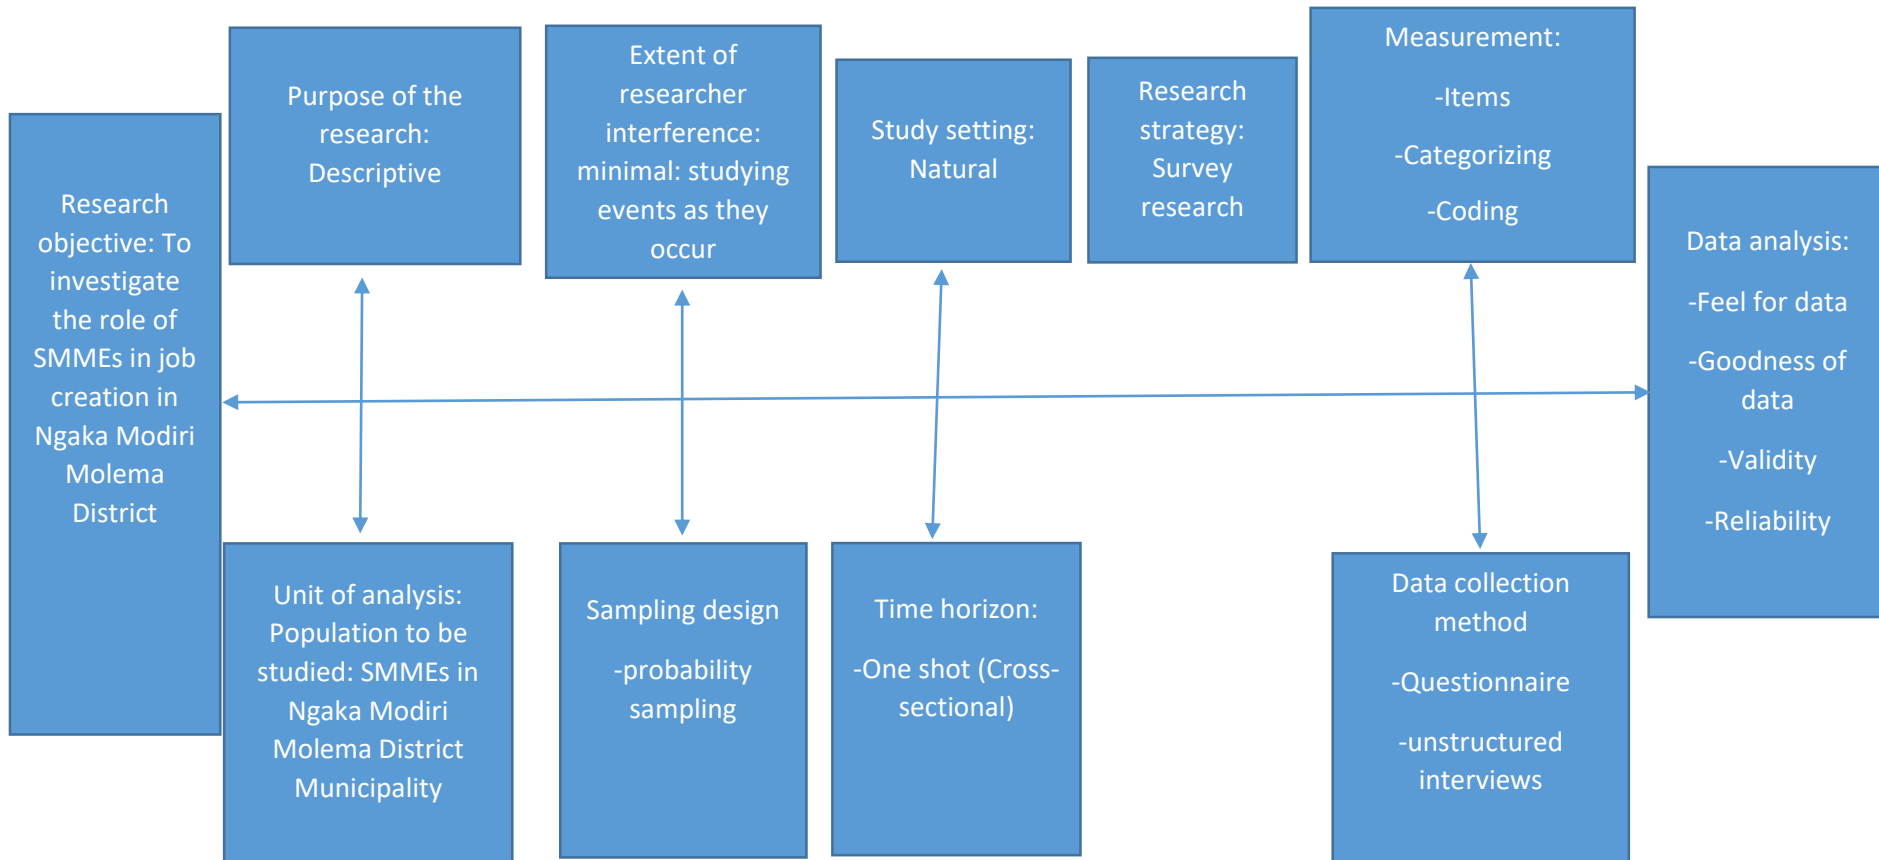 Research
objective: To
investigate
the role of
SMMEs in job
creation in
Ngaka Modiri
Molema
District
Purpose of the
research:
Descriptive
Extent of
researcher
interference:
minimal: studying
events as they
occur
Study setting:
Natural
Research
strategy:
Survey
research
Measurement:
-Items
-Categorizing
-Coding
Data analysis:
-Feel for data
-Goodness of
data
-Validity
-Reliability
Unit of analysis:
Population to be
studied: SMMEs in
Ngaka Modiri
Molema District
Municipality
Sampling design
-probability
sampling
Time horizon:
-One shot (Cross-
sectional)
Data collection
method
-Questionnaire
-unstructured
interviews